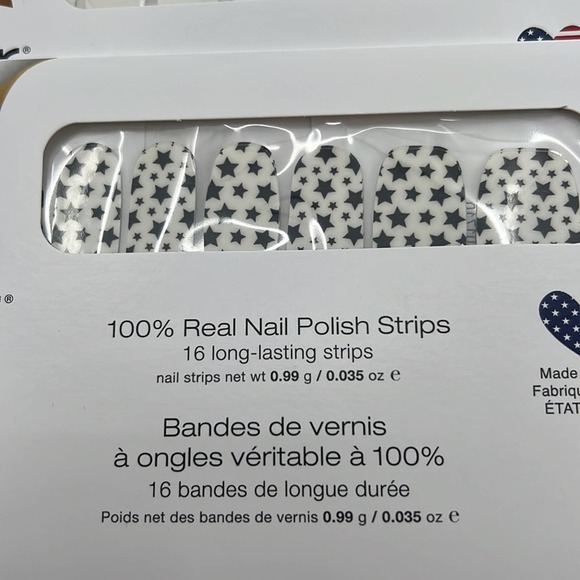 ®
®
100% Real Nail Polish Strips
16 long-lasting strips
nail strips net wt 0.99 g / 0.035 oz ℮
Made
Bandes de vernis
à ongles véritable à 100%
16 bandes de longue durée
Poids net des bandes de vernis 0.99 g / 0.035 oz ℮